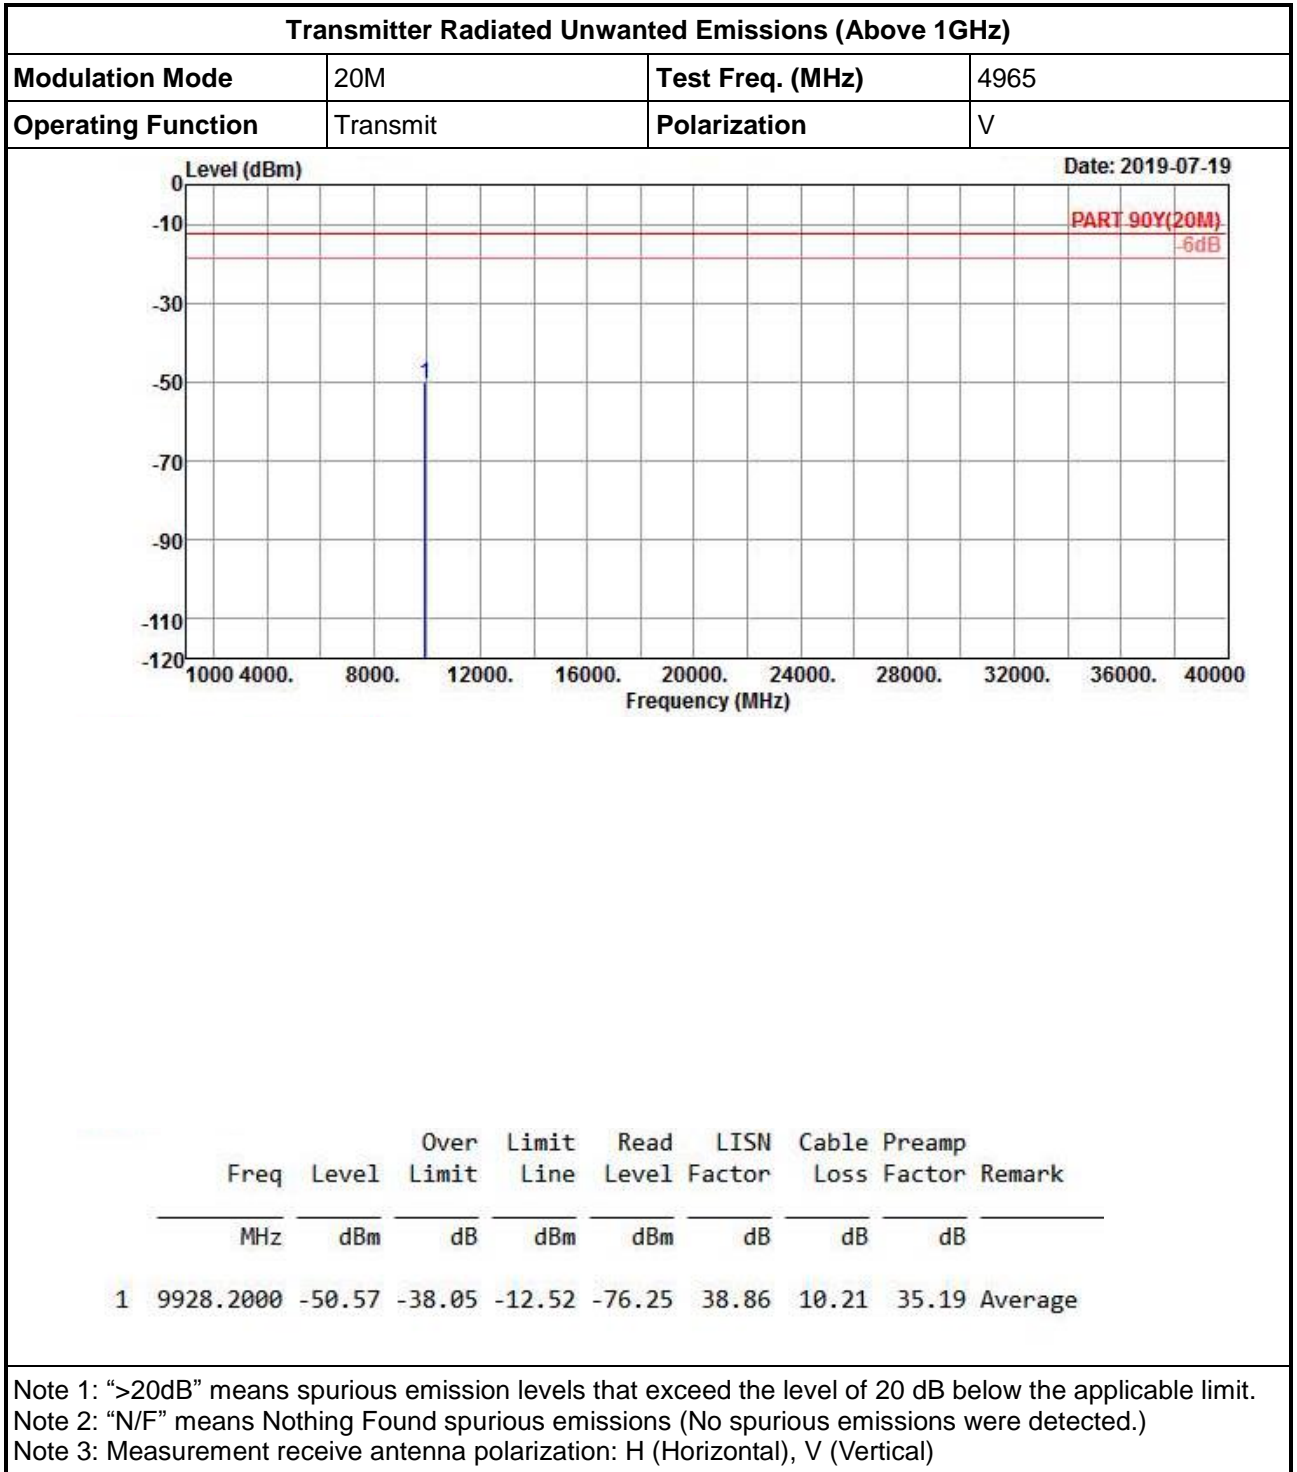 Transmitter Radiated Unwanted Emissions (Above 1GHz)
Modulation Mode 20M Test Freq. (MHz) 4965
Operating Function Transmit Polarization V
Level (dBm) Date: 2019-07-19
0
-10 PART 90Y(20M)
-6dB
-30
1
-50
-70
-90
-110
-120
1000 4000. 8000. 12000. 16000. 20000. 24000. 28000. 32000. 36000. 40000
Frequency (MHz)
Over Limit Read LISN Cable Preamp
Freq Level Limit Line Level Factor Loss Factor Remark
MHz dBm dB dBm dBm dB dB dB
1 9928.2000 -50.57 -38.05 -12.52 -76.25 38.86 10.21 35.19 Average
Note 1: “>20dB” means spurious emission levels that exceed the level of 20 dB below the applicable limit.
Note 2: “N/F” means Nothing Found spurious emissions (No spurious emissions were detected.)
Note 3: Measurement receive antenna polarization: H (Horizontal), V (Vertical)